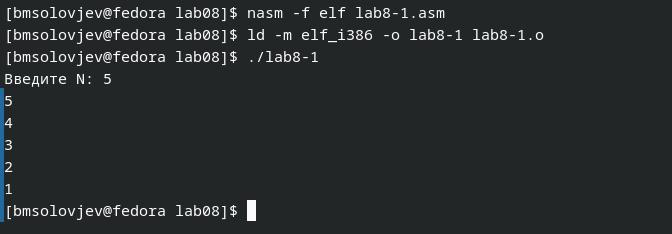 [bmsolovjev@fedora lab08]$ nasm -f elf lab8-1.asm
[bmsolovjev@fedora lab08]$ ld -m elf_i386 -o lab8-1 lab8-1.o
[bmsolovjev@fedora lab08]$ ./lab8-1
Введите N: 5
5
4
3
2
1
[bmsolovjev@fedora lab08]$